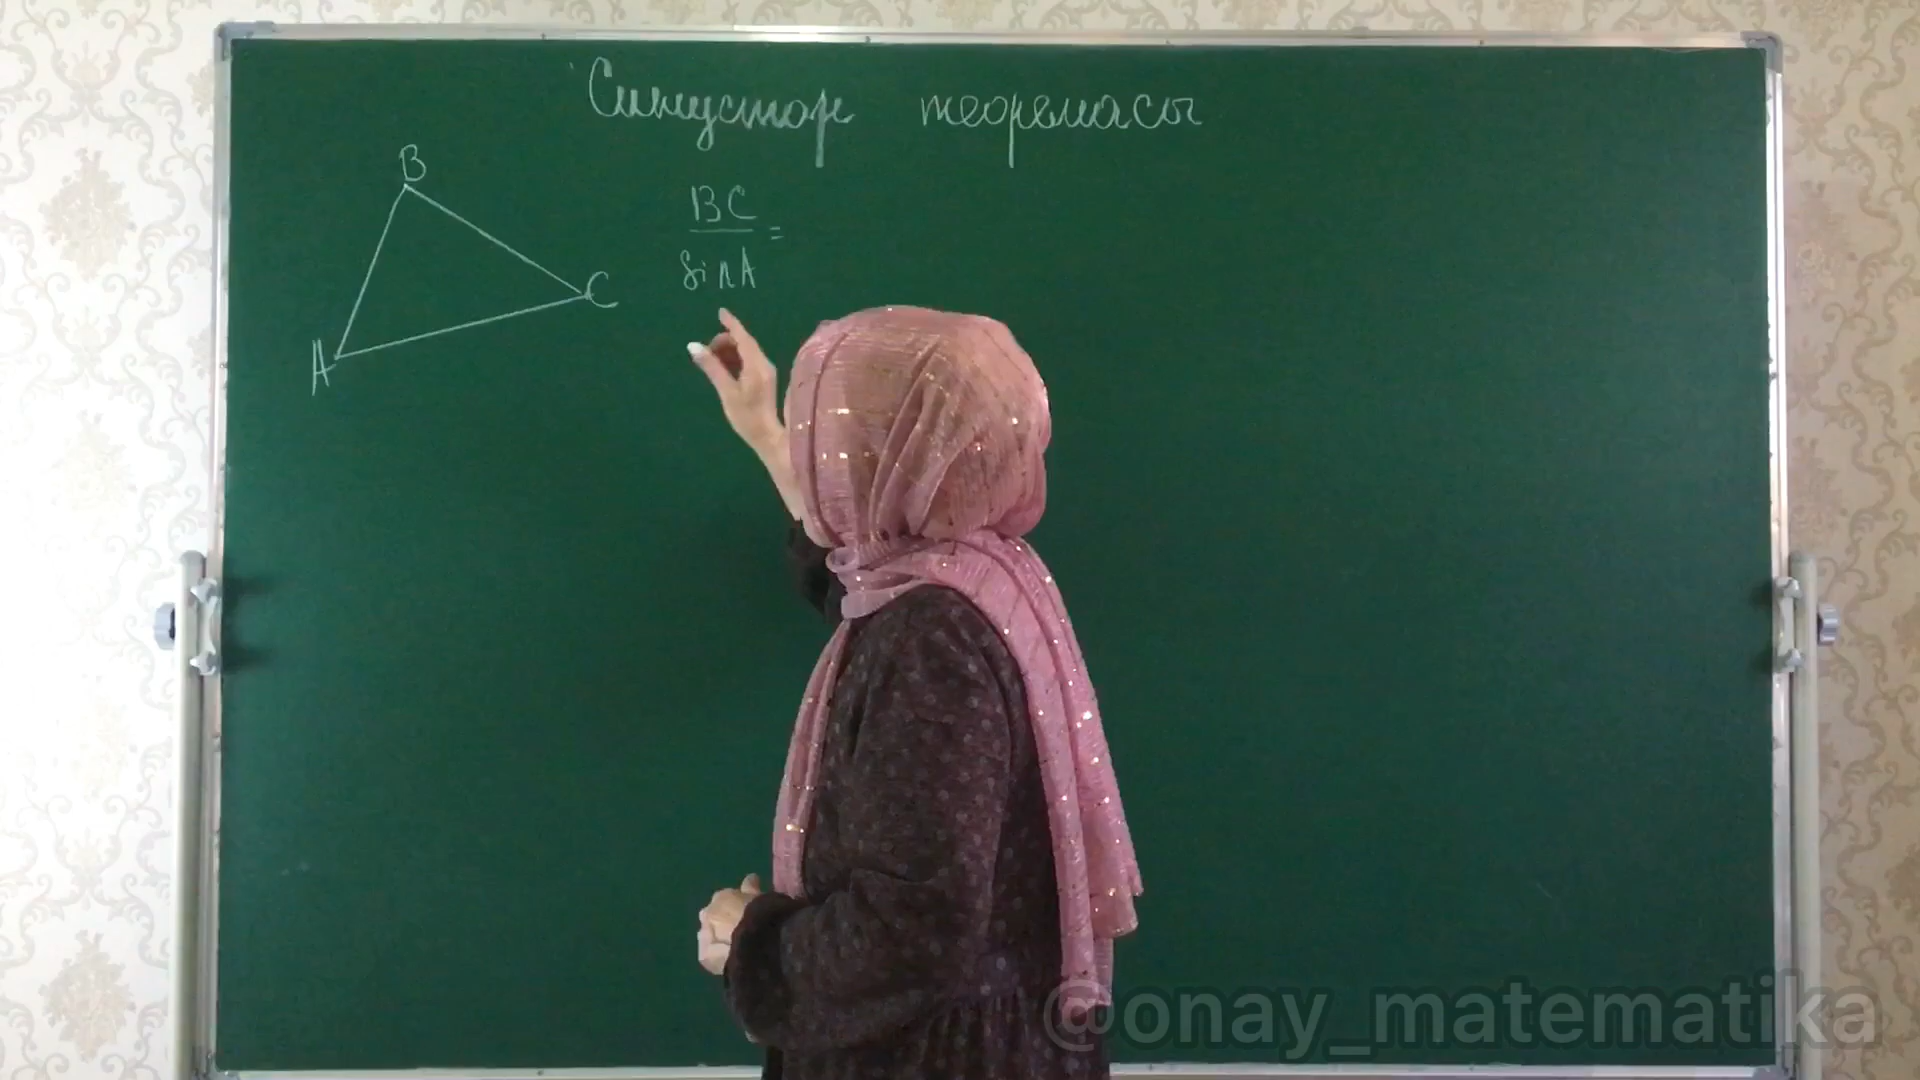 Синустар теоремасы
B
BC
=
sin A
C
A
@onay_matematika